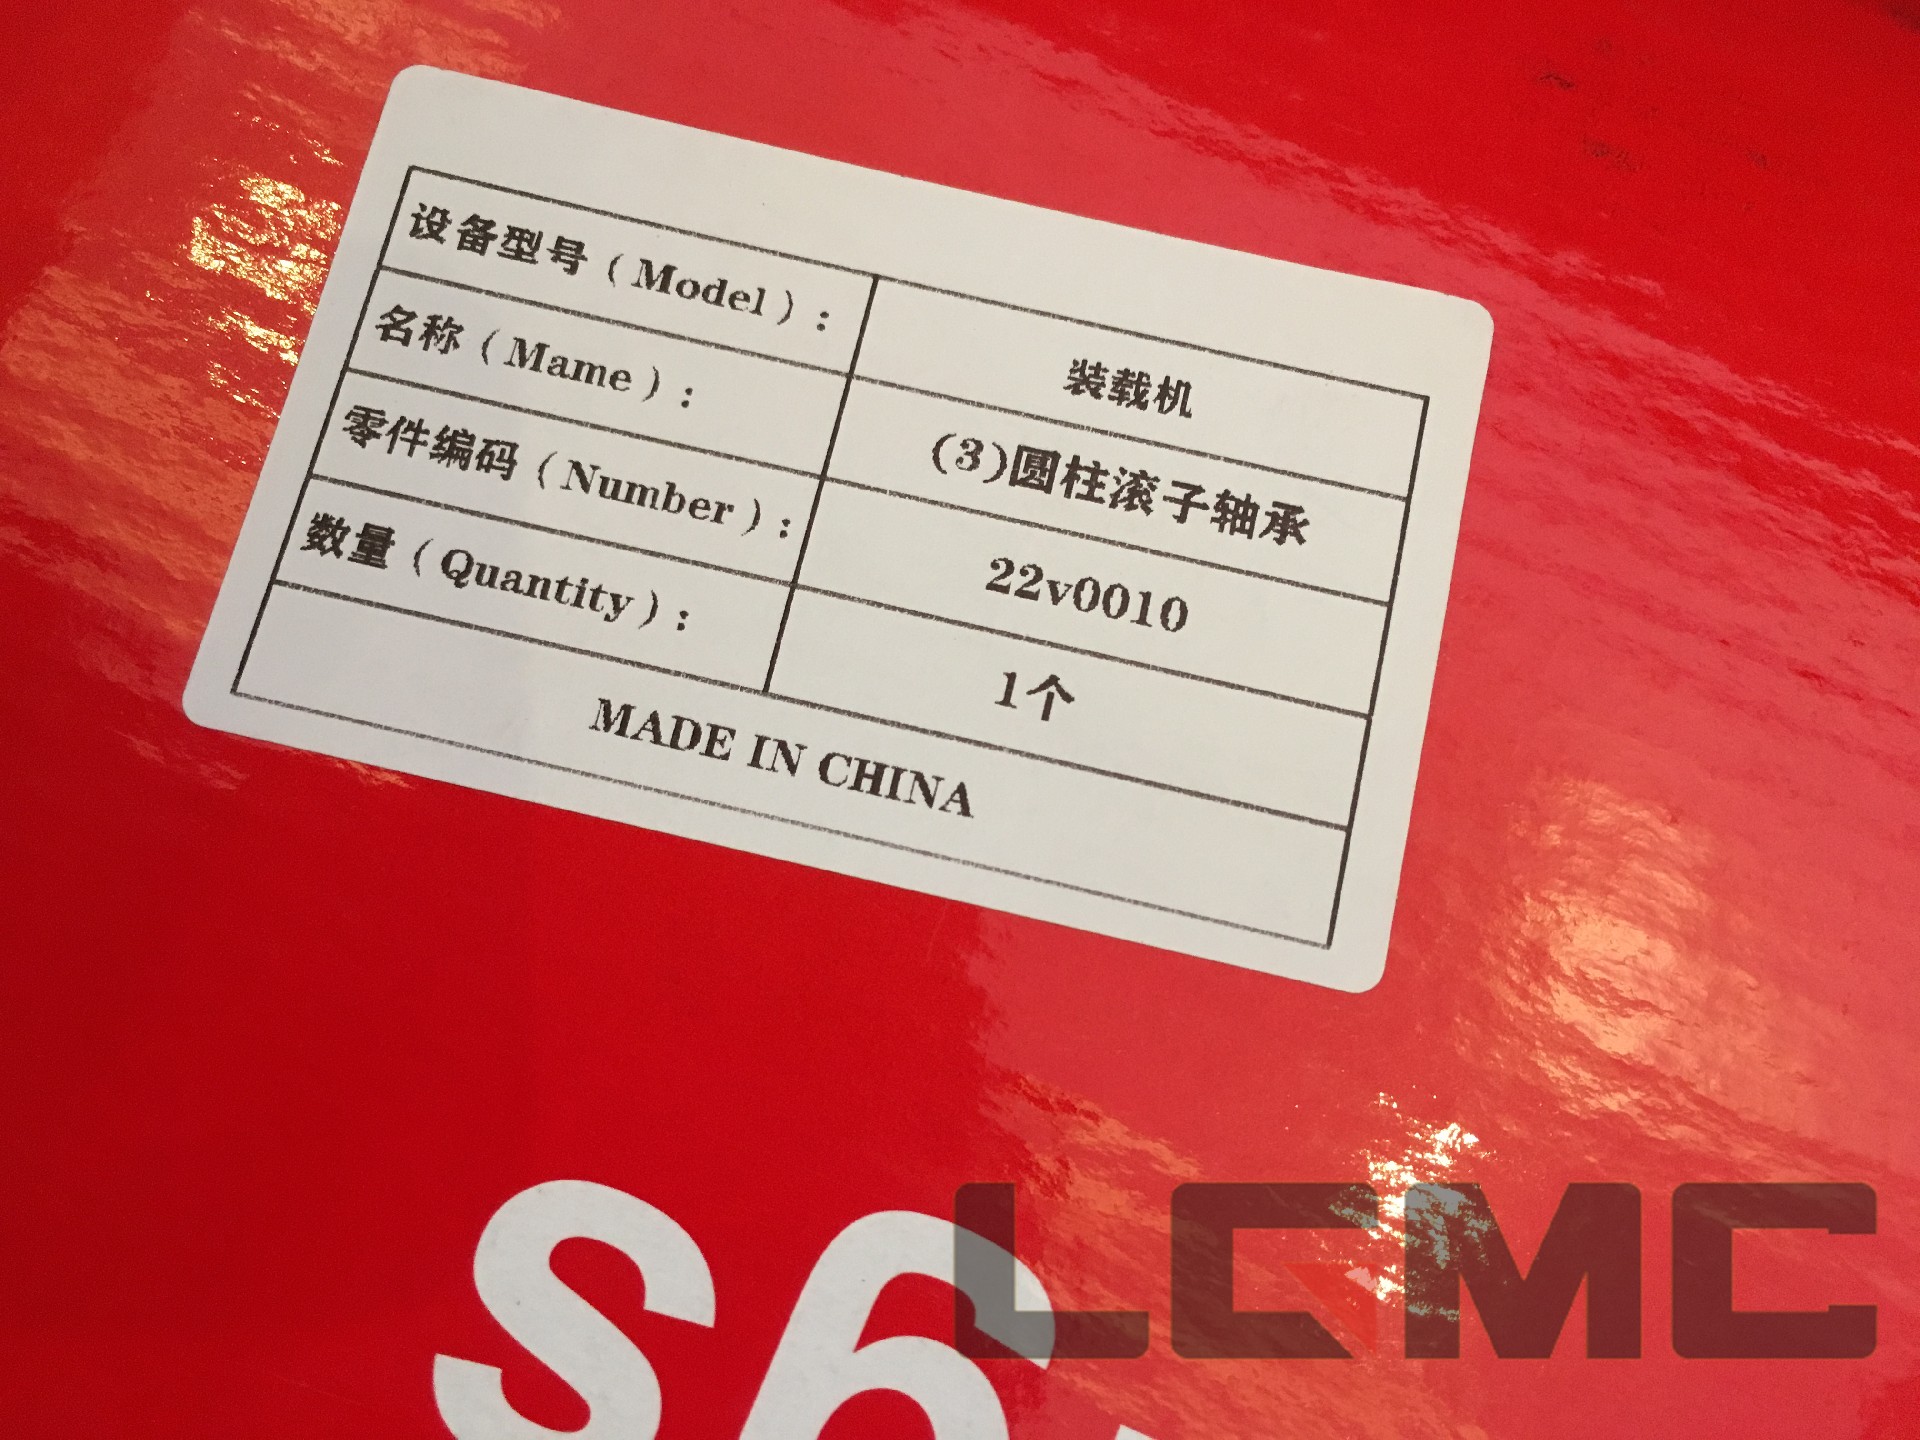 设备型号（Model）：
装载机
名称（Mame）：
(3)圆柱滚子轴承
零件编码（Number）：
22v0010
数量（Quantity）：
1个
MADE IN CHINA
LGMC